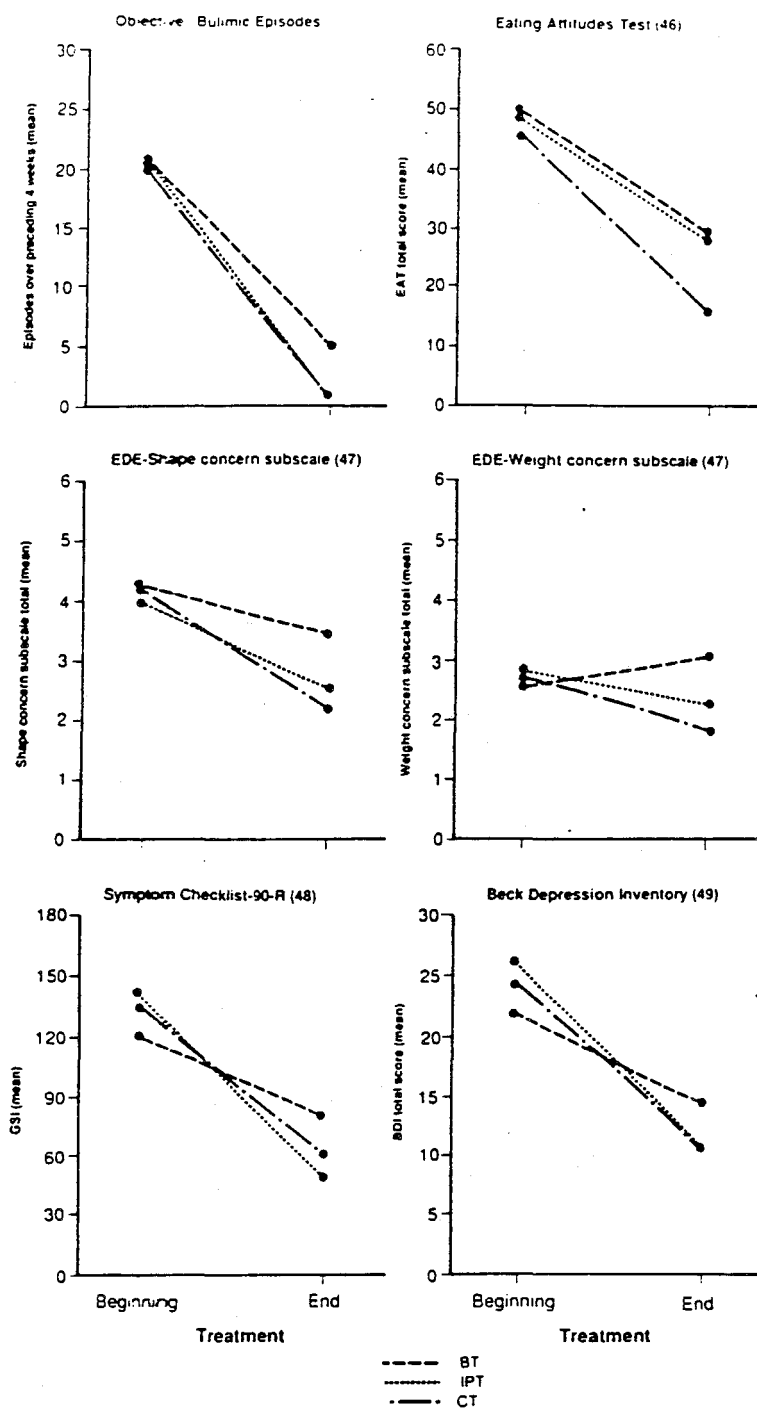 Objective Bulimic Episodes
Episodes over preceding 4 weeks (mean)
30
25
20
15
10
5
0
Eating Attitudes Test (46)
EAT total score (mean)
60
50
40
30
20
10
0
EDE-Shape concern subscale (47)
Shape concern subscale total (mean)
6
5
4
3
2
1
0
EDE-Weight concern subscale (47)
Weight concern subscale total (mean)
6
5
4
3
2
1
0
Symptom Checklist-90-R (48)
GSI (mean)
180
150
120
90
60
30
0
Beginning
End
Treatment
Beck Depression Inventory (49)
BDI total score (mean)
30
25
20
15
10
5
0
Beginning
End
Treatment
BT
IPT
CT